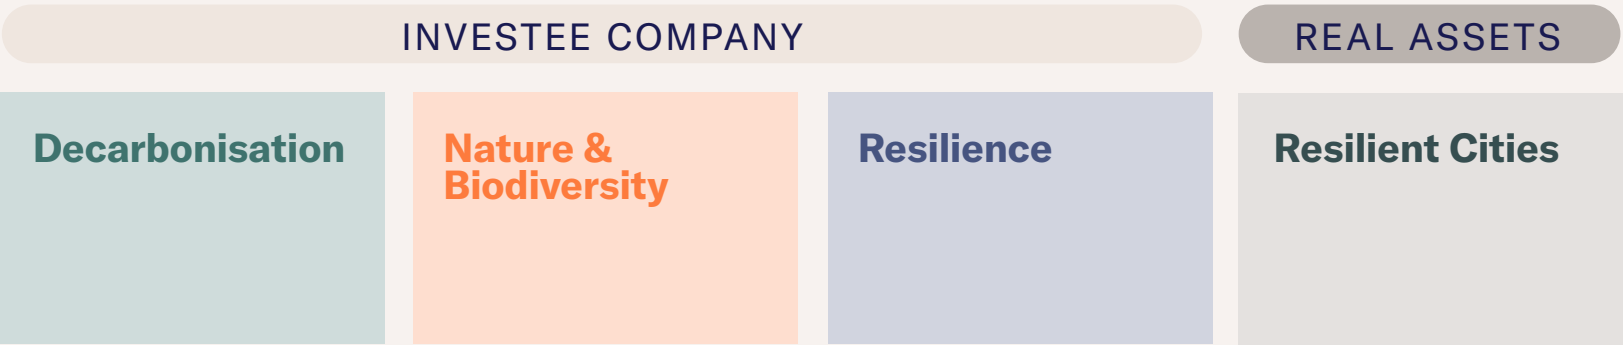 INVESTEE COMPANY
REAL ASSETS
Decarbonisation
Nature &
Biodiversity
Resilience
Resilient Cities